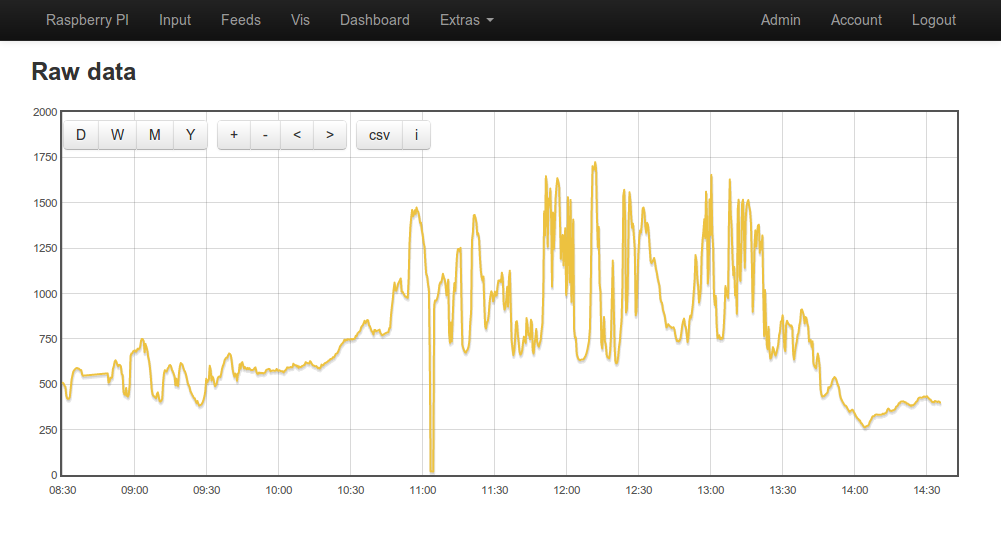 Raspberry PI Input Feeds Vis Dashboard Extras Admin Account Logout
Raw data
2000
D W M Y + - < > csv i
1750
1500
1250
1000
750
500
250
0
08:30 09:00 09:30 10:00 10:30 11:00 11:30 12:00 12:30 13:00 13:30 14:00 14:30